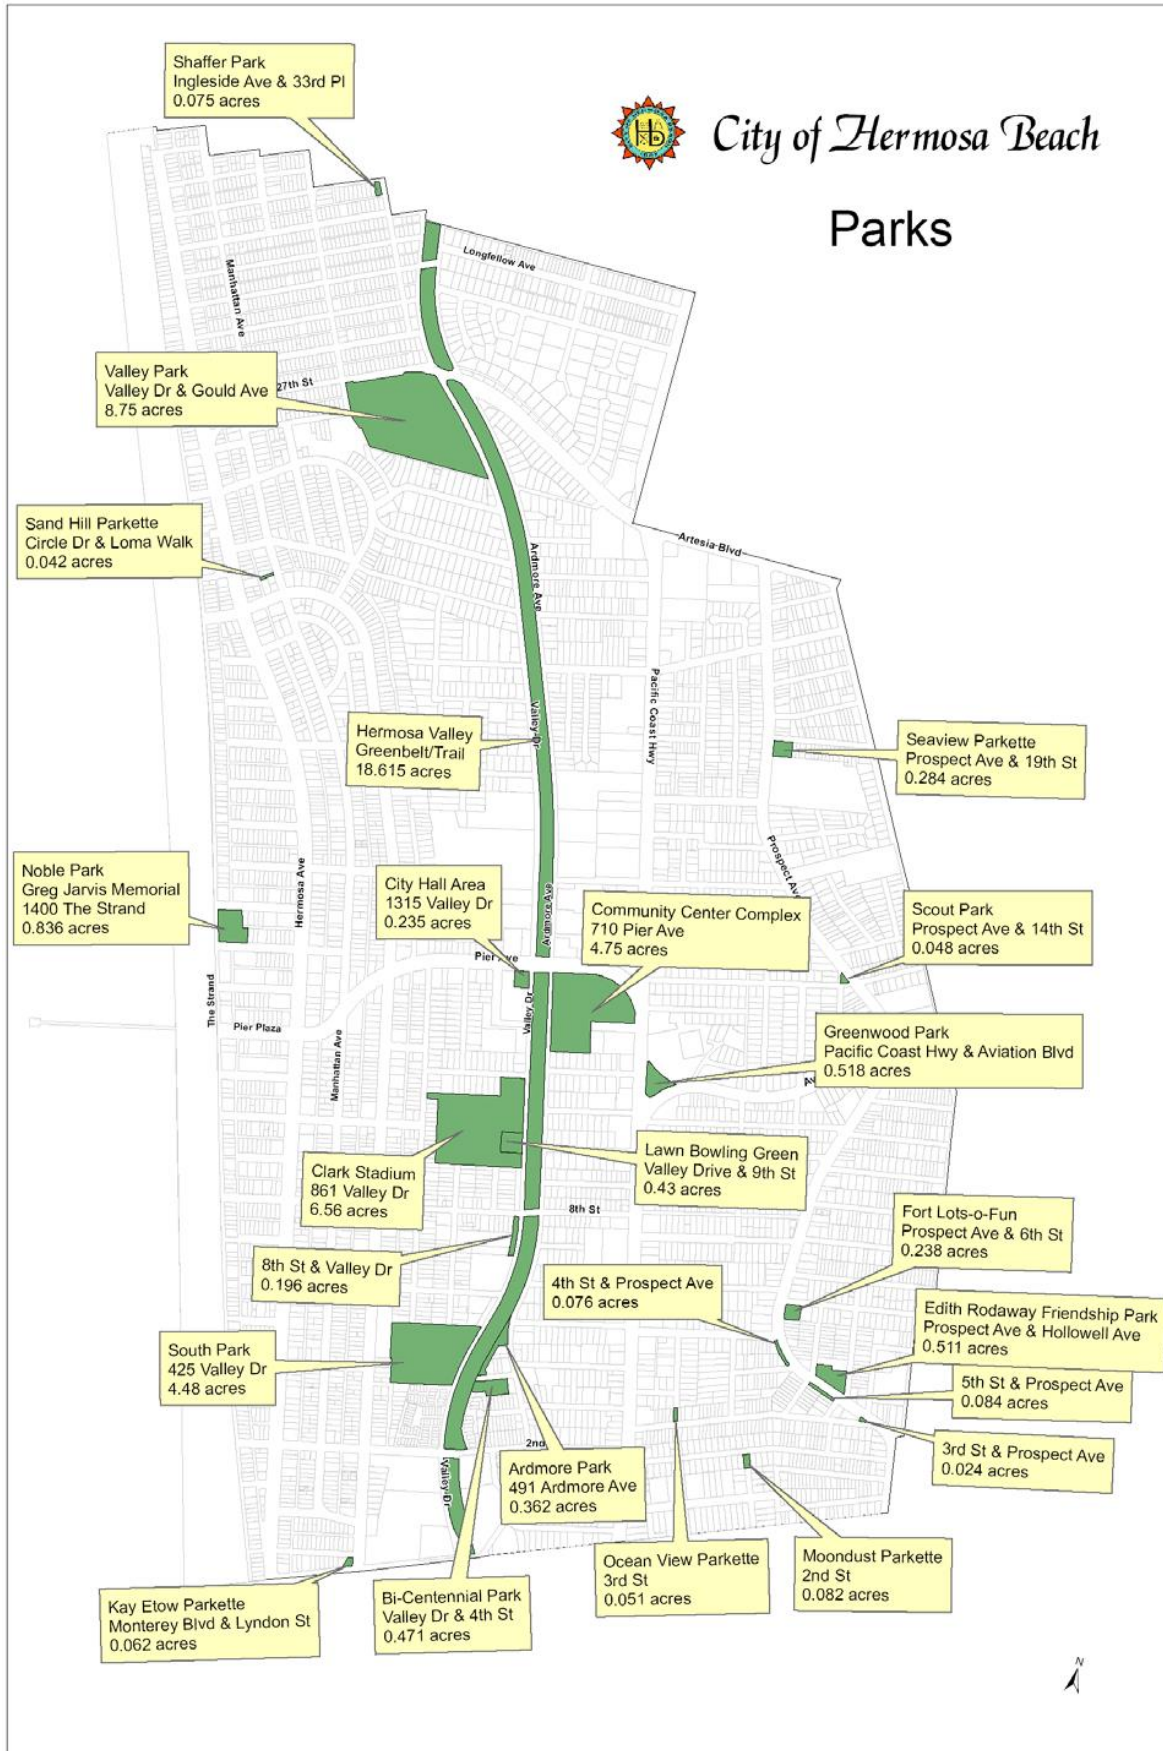 City of Hermosa Beach
Parks
Shaffer Park
Ingleside Ave & 33rd Pl
0.075 acres
Longfellow Ave
Manhattan Ave
Valley Park
Valley Dr & Gould Ave
8.75 acres
27th St
Sand Hill Parkette
Circle Dr & Loma Walk
0.042 acres
Artesia Blvd
Ardmore Ave
Pacific Coast Hwy
Valley Dr
Hermosa Valley
Greenbelt/Trail
18.615 acres
Seaview Parkette
Prospect Ave & 19th St
0.284 acres
Prospect Ave
Noble Park
Greg Jarvis Memorial
1400 The Strand
0.836 acres
Hermosa Ave
City Hall Area
1315 Valley Dr
0.235 acres
Ardmore Ave
Community Center Complex
710 Pier Ave
4.75 acres
Scout Park
Prospect Ave & 14th St
0.048 acres
Pier Ave
The Strand
Pier Plaza
Valley Dr
Manhattan Ave
Greenwood Park
Pacific Coast Hwy & Aviation Blvd
0.518 acres
Lawn Bowling Green
Valley Drive & 9th St
0.43 acres
Clark Stadium
861 Valley Dr
6.56 acres
8th St
Fort Lots-o-Fun
Prospect Ave & 6th St
0.238 acres
8th St & Valley Dr
0.196 acres
4th St & Prospect Ave
0.076 acres
Edith Rodaway Friendship Park
Prospect Ave & Hollowell Ave
0.511 acres
South Park
425 Valley Dr
4.48 acres
5th St & Prospect Ave
0.084 acres
2nd
3rd St & Prospect Ave
0.024 acres
Valley Dr
Ardmore Park
491 Ardmore Ave
0.362 acres
Ocean View Parkette
3rd St
0.051 acres
Moondust Parkette
2nd St
0.082 acres
Kay Etow Parkette
Monterey Blvd & Lyndon St
0.062 acres
Bi-Centennial Park
Valley Dr & 4th St
0.471 acres
N